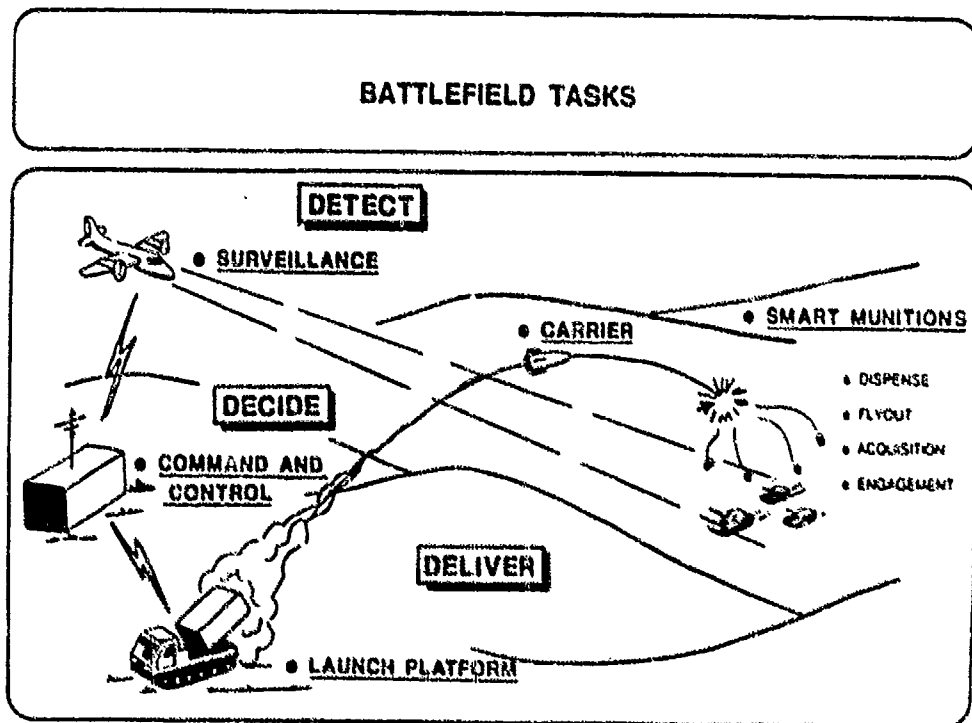 BATTLEFIELD TASKS
DETECT
• SURVEILLANCE
• SMART MUNITIONS
• CARRIER
• DISPENSE
DECIDE
• FLYOUT
• COMMAND AND
CONTROL
• ACQUISITION
• ENGAGEMENT
DELIVER
• LAUNCH PLATFORM